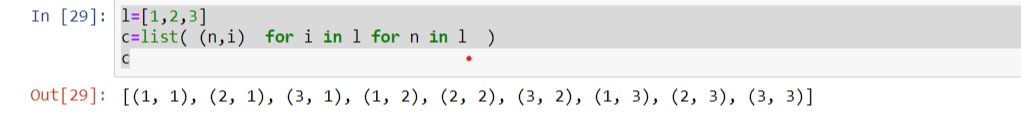 In [29]: l=[1,2,3]
c=list( (n,i)  for i in l for n in l  )
c
Out[29]: [(1, 1), (2, 1), (3, 1), (1, 2), (2, 2), (3, 2), (1, 3), (2, 3), (3, 3)]